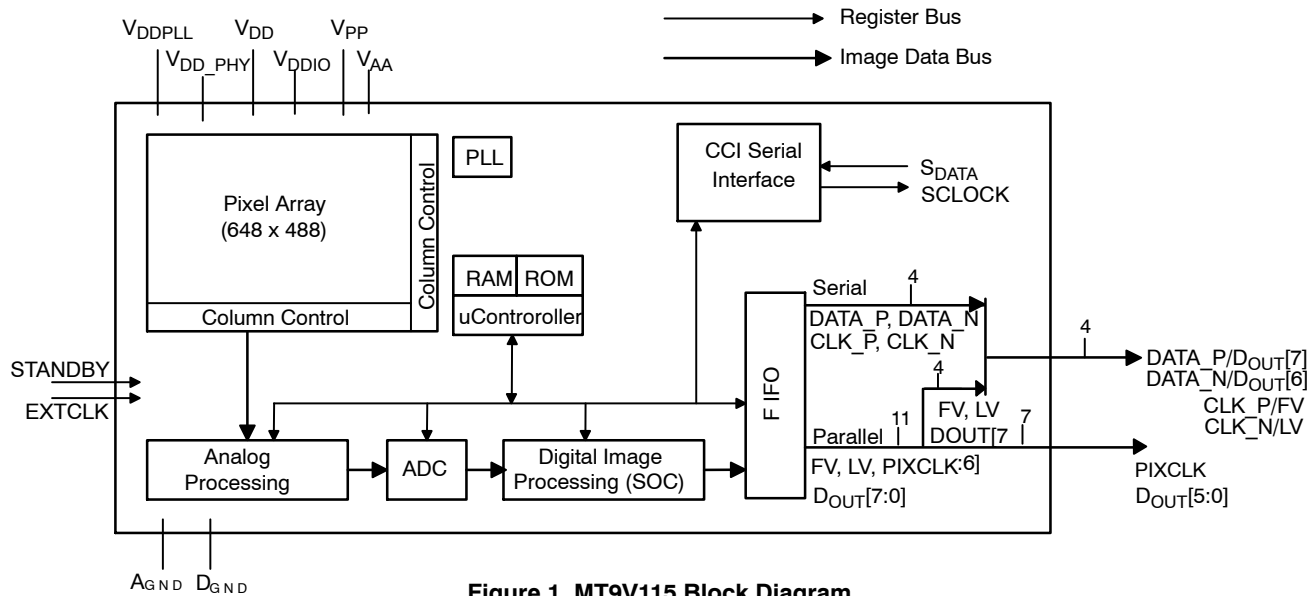 Register Bus
Image Data Bus
VDDPLL
VDD
VPP
VDD_PHY
VDDIO
VAA
Pixel Array
(648 x 488)
Column Control
Column Control
PLL
CCI Serial
Interface
SDATA
SCLOCK
RAM
ROM
uControroller
STANDBY
EXTCLK
Analog
Processing
ADC
Digital Image
Processing (SOC)
F IFO
Serial
4
DATA_P, DATA_N
CLK_P, CLK_N
4
FV, LV
DOUT[7
:6]
Parallel
11
7
FV, LV, PIXCLK
DOUT[7:0]
4
DATA_P/DOUT[7]
DATA_N/DOUT[6]
CLK_P/FV
CLK_N/LV
PIXCLK
DOUT[5:0]
AGND
DGND
Figure 1. MT9V115 Block Diagram